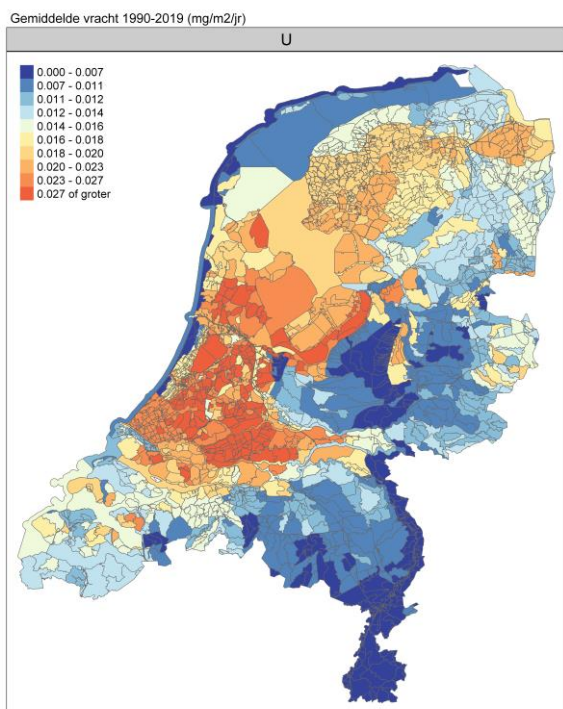 Gemiddelde vracht 1990-2019 (mg/m2/jr)
U
0.000 - 0.007
0.007 - 0.011
0.011 - 0.012
0.012 - 0.014
0.014 - 0.016
0.016 - 0.018
0.018 - 0.020
0.020 - 0.023
0.023 - 0.027
0.027 of groter